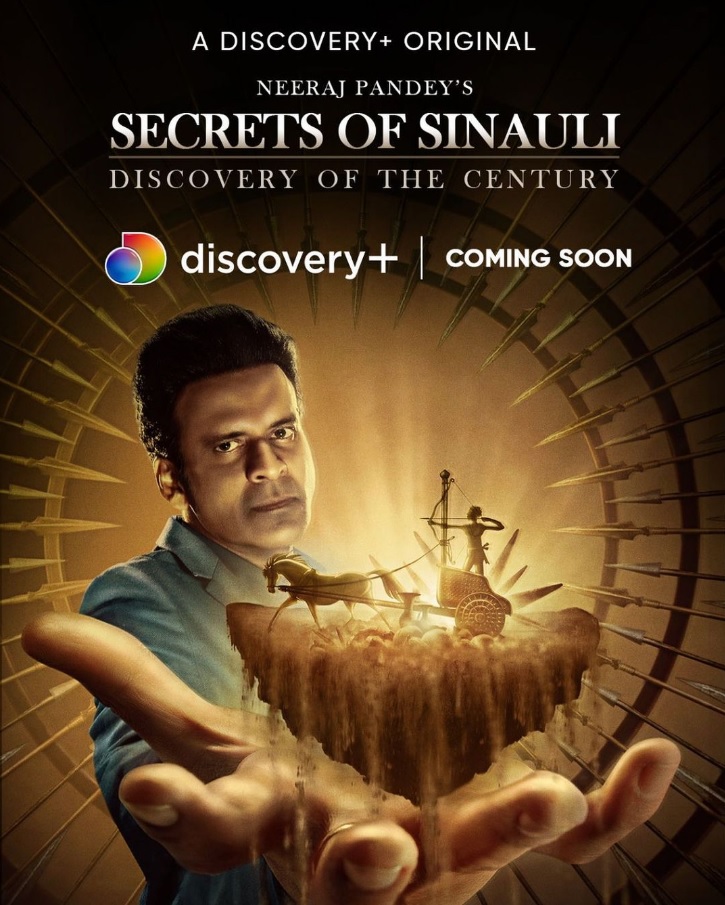 A DISCOVERY+ ORIGINAL
NEERAJ PANDEY'S
SECRETS OF SINAULI
DISCOVERY OF THE CENTURY
discovery+ | COMING SOON